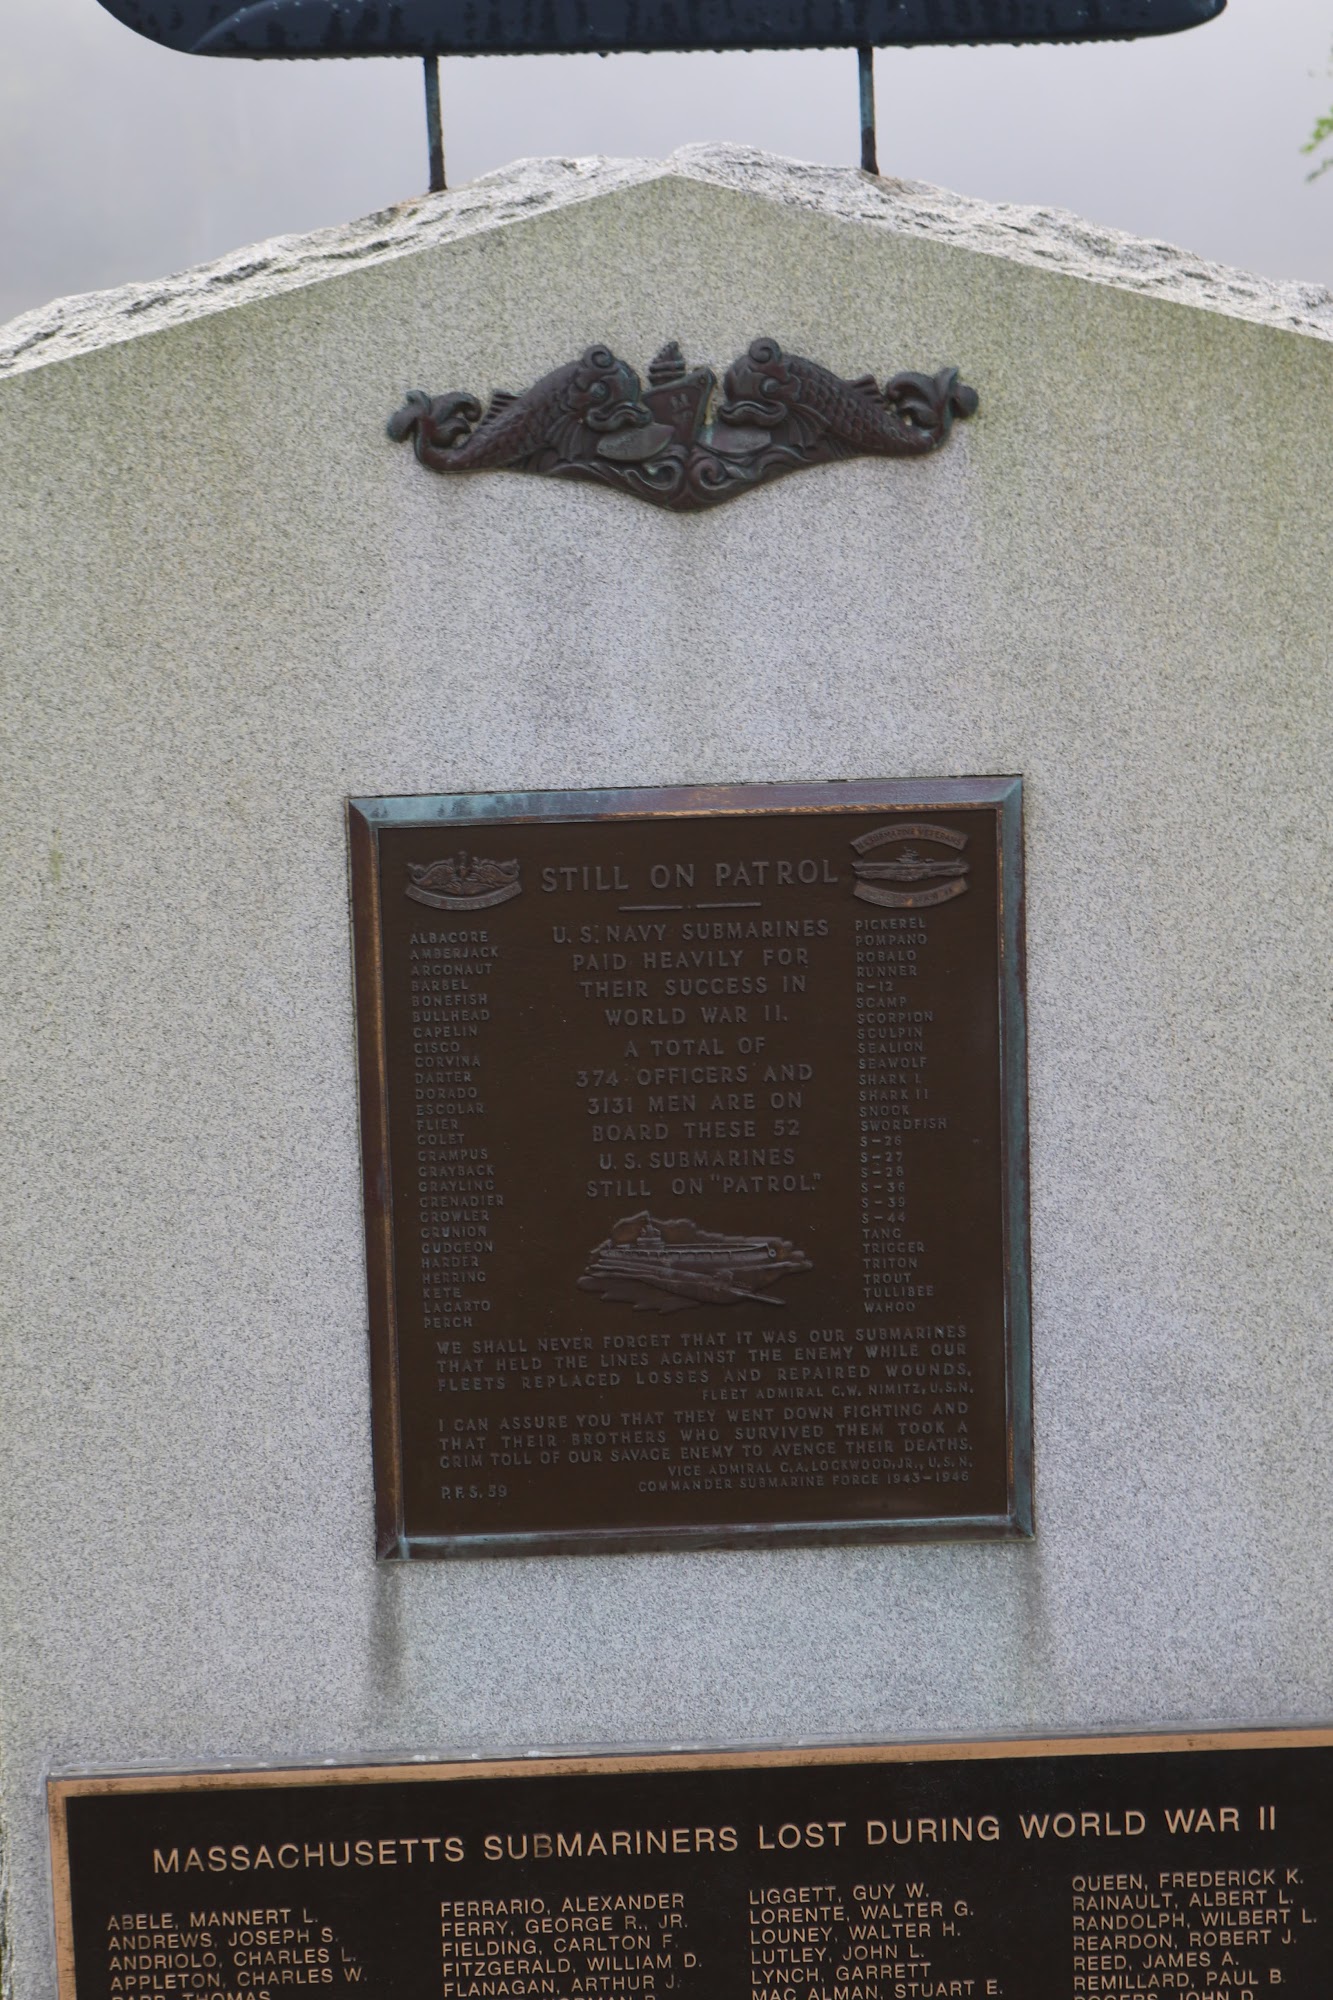 STILL ON PATROL
ALBACORE
AMBERJACK
ARGONAUT
BARBEL
BONEFISH
BULLHEAD
CAPELIN
CISCO
CORVINA
DARTER
DORADO
ESCOLAR
FLIER
GOLET
GRAMPUS
GRAYBACK
GRAYLING
GRENADIER
GROWLER
GRUNION
GUDGEON
HARDER
HERRING
KETE
LAGARTO
PERCH
U. S. NAVY SUBMARINES
PAID HEAVILY FOR
THEIR SUCCESS IN
WORLD WAR II.
A TOTAL OF
374 OFFICERS AND
3131 MEN ARE ON
BOARD THESE 52
U. S. SUBMARINES
STILL ON "PATROL."
PICKEREL
POMPANO
ROBALO
RUNNER
R-12
SCAMP
SCORPION
SCULPIN
SEALION
SEAWOLF
SHARK I
SHARK II
SNOOK
SWORDFISH
S-26
S-27
S-28
S-36
S-39
S-44
TANG
TRIGGER
TRITON
TROUT
TULLIBEE
WAHOO
WE SHALL NEVER FORGET THAT IT WAS OUR SUBMARINES
THAT HELD THE LINES AGAINST THE ENEMY WHILE OUR
FLEETS REPLACED LOSSES AND REPAIRED WOUNDS.
FLEET ADMIRAL C.W. NIMITZ, U.S.N.
I CAN ASSURE YOU THAT THEY WENT DOWN FIGHTING AND
THAT THEIR BROTHERS WHO SURVIVED THEM TOOK A
GRIM TOLL OF OUR SAVAGE ENEMY TO AVENGE THEIR DEATHS.
VICE ADMIRAL C.A. LOCKWOOD, JR., U.S.N.
COMMANDER SUBMARINE FORCE 1943-1946
P.F.S. 59
MASSACHUSETTS SUBMARINERS LOST DURING WORLD WAR II
ABELE, MANNERT L.
ANDREWS, JOSEPH S.
ANDRIOLO, CHARLES L.
APPLETON, CHARLES W.
THOMAS
FERRARIO, ALEXANDER
FERRY, GEORGE R., JR.
FIELDING, CARLTON F.
FITZGERALD, WILLIAM D.
FLANAGAN, ARTHUR J.
LIGGETT, GUY W.
LORENTE, WALTER G.
LOUNEY, WALTER H.
LUTLEY, JOHN L.
LYNCH, GARRETT
MAC ALMAN, STUART E.
QUEEN, FREDERICK K.
RAINAULT, ALBERT L.
RANDOLPH, WILBERT L.
REARDON, ROBERT J.
REED, JAMES A.
REMILLARD, PAUL B.
ROGERS, JOHN D.